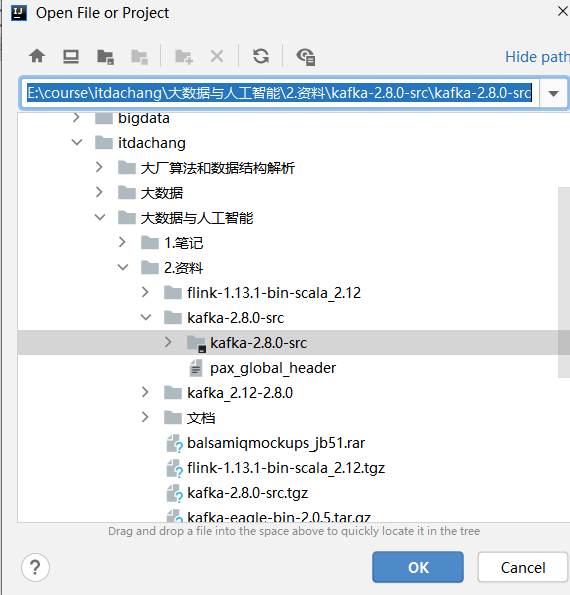 Open File or Project
Hide path
E:\course\itdachang\大数据与人工智能\2.资料\kafka-2.8.0-src\kafka-2.8.0-src
bigdata
itdachang
大厂算法和数据结构解析
大数据
大数据与人工智能
1.笔记
2.资料
flink-1.13.1-bin-scala_2.12
kafka-2.8.0-src
kafka-2.8.0-src
pax_global_header
kafka_2.12-2.8.0
文档
balsamiqmockups_jb51.rar
flink-1.13.1-bin-scala_2.12.tgz
kafka-2.8.0-src.tgz
kafka-eagle-bin-2.0.5.tar.gz
Drag and drop a file into the space above to quickly locate it in the tree
? OK Cancel